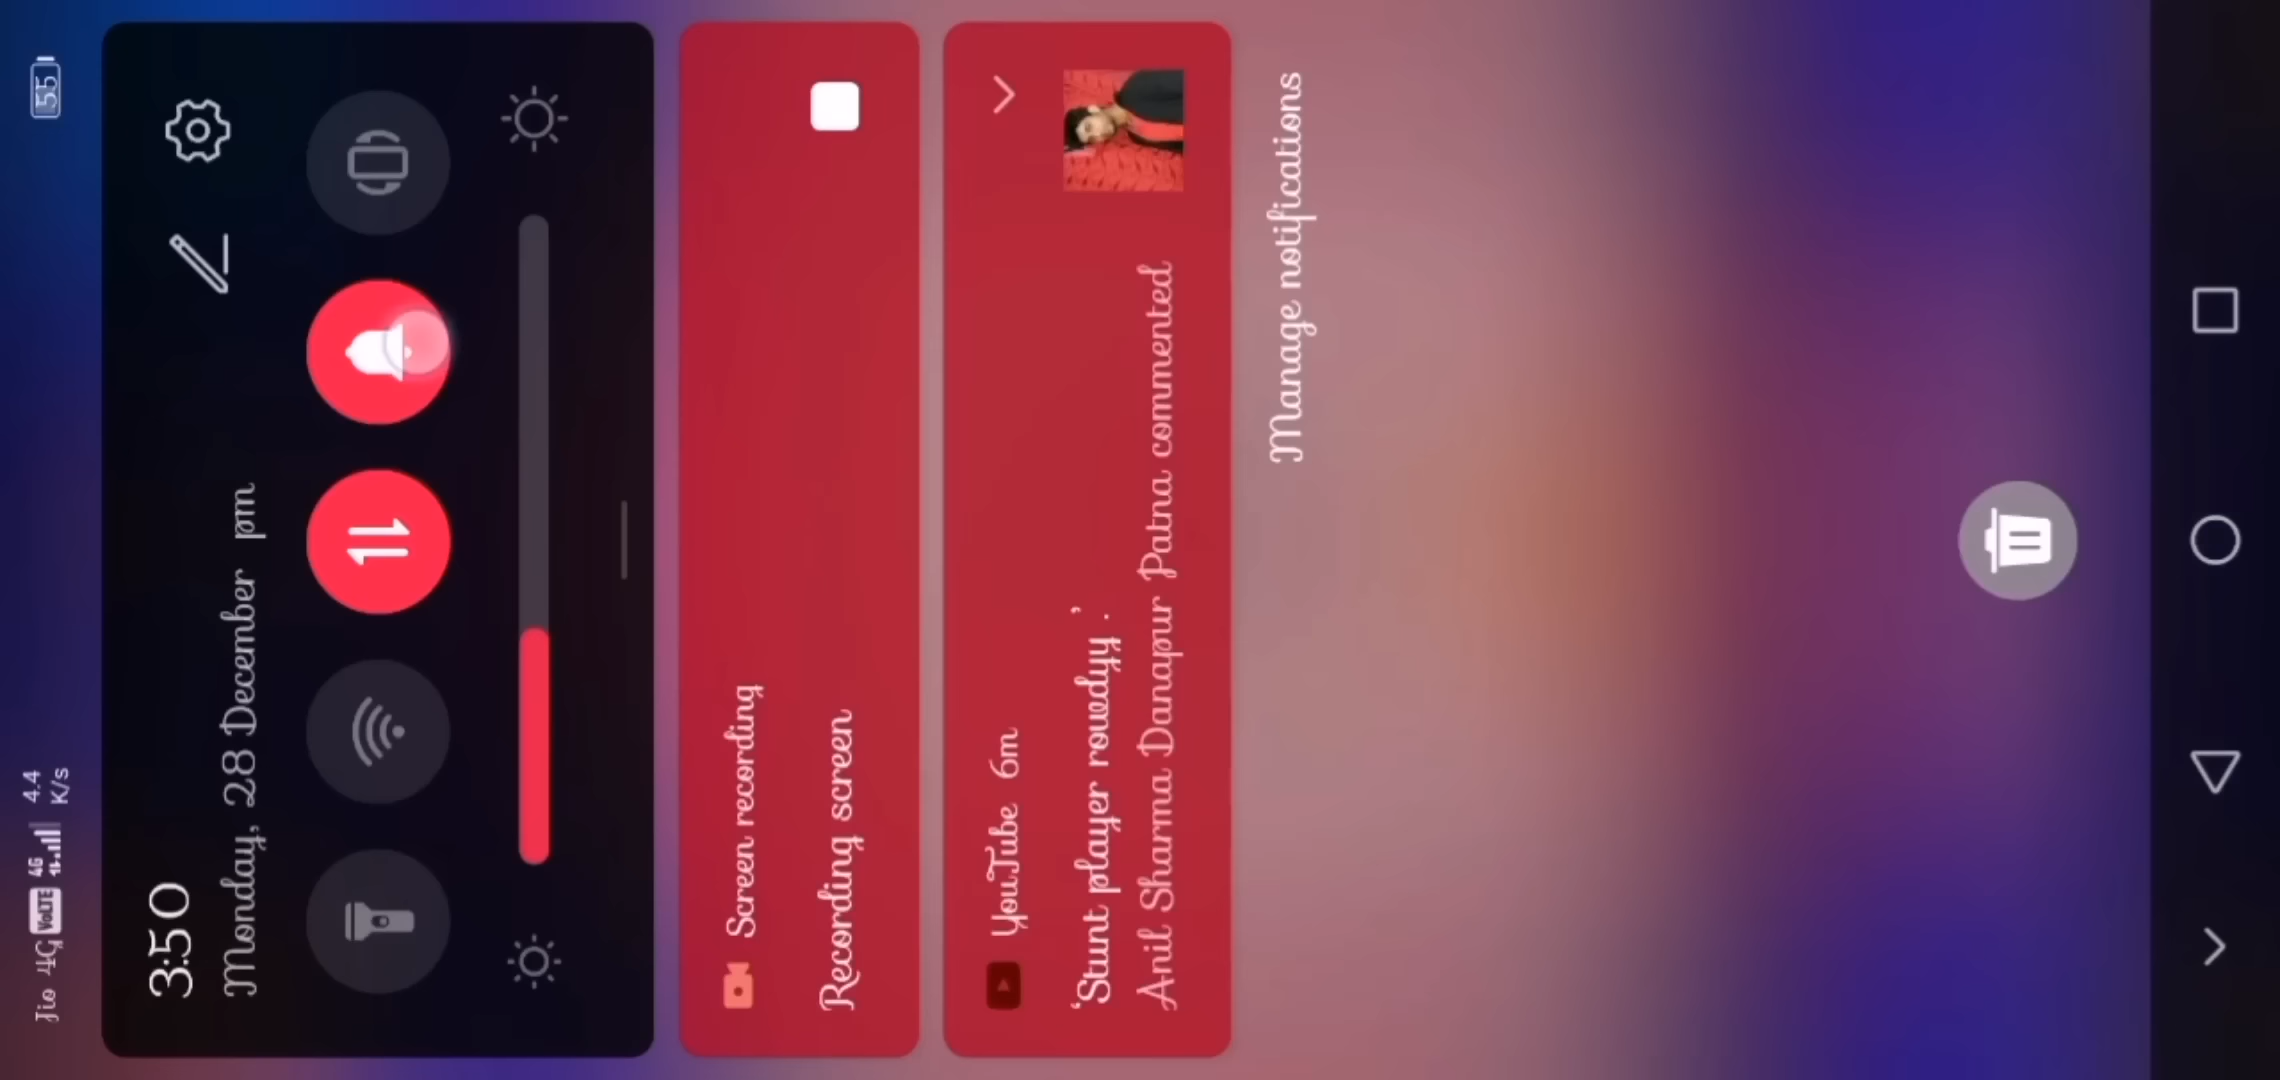 Jio 4G VoLTE 4G 4.4 K/s 55
3:50
Monday, 28 December pm
Screen recording
Recording screen
YouTube 6m
'Stunt player rowdyy .'
Anil Sharma Danapur Patna commented
Manage notifications